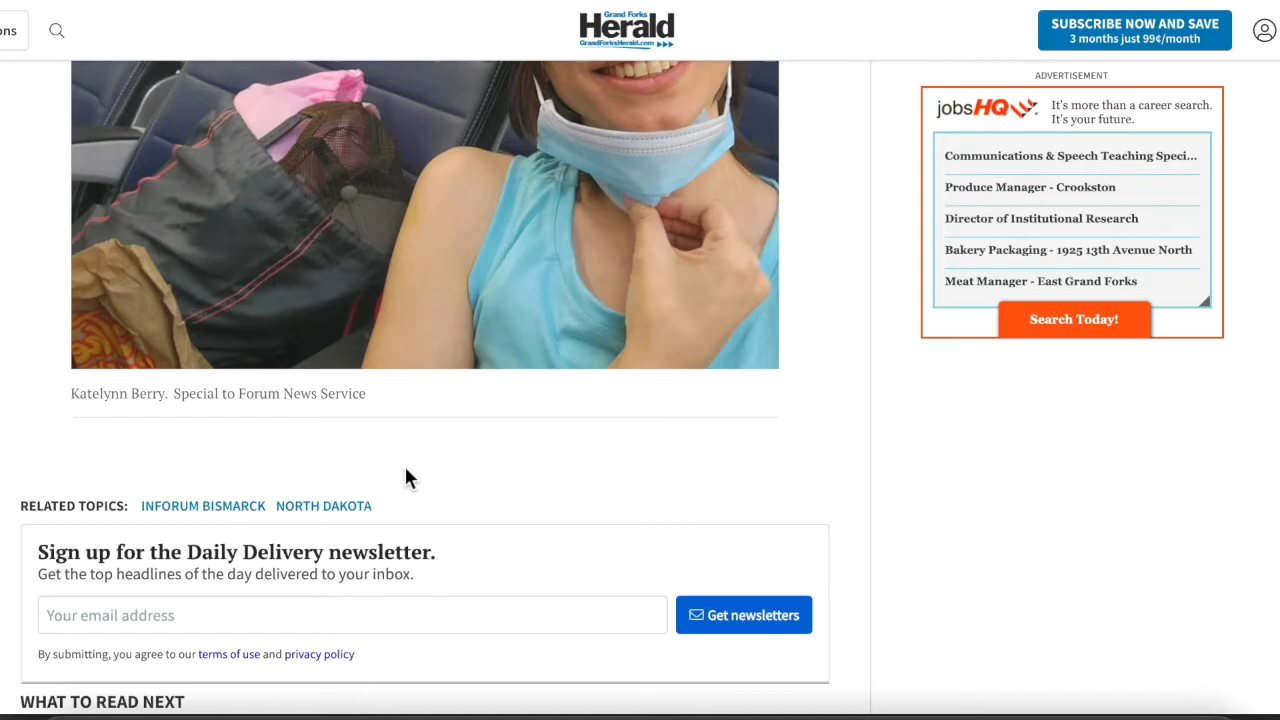 ons
Grand Forks
Herald
GrandForksHerald.com
SUBSCRIBE NOW AND SAVE
3 months just 99¢/month
ADVERTISEMENT
jobsHQ
It's more than a career search.
It's your future.
Communications & Speech Teaching Speci...
Produce Manager - Crookston
Director of Institutional Research
Bakery Packaging - 1925 13th Avenue North
Meat Manager - East Grand Forks
Search Today!
Katelynn Berry. Special to Forum News Service
RELATED TOPICS: INFORUM BISMARCK NORTH DAKOTA
Sign up for the Daily Delivery newsletter.
Get the top headlines of the day delivered to your inbox.
Your email address
Get newsletters
By submitting, you agree to our terms of use and privacy policy
WHAT TO READ NEXT